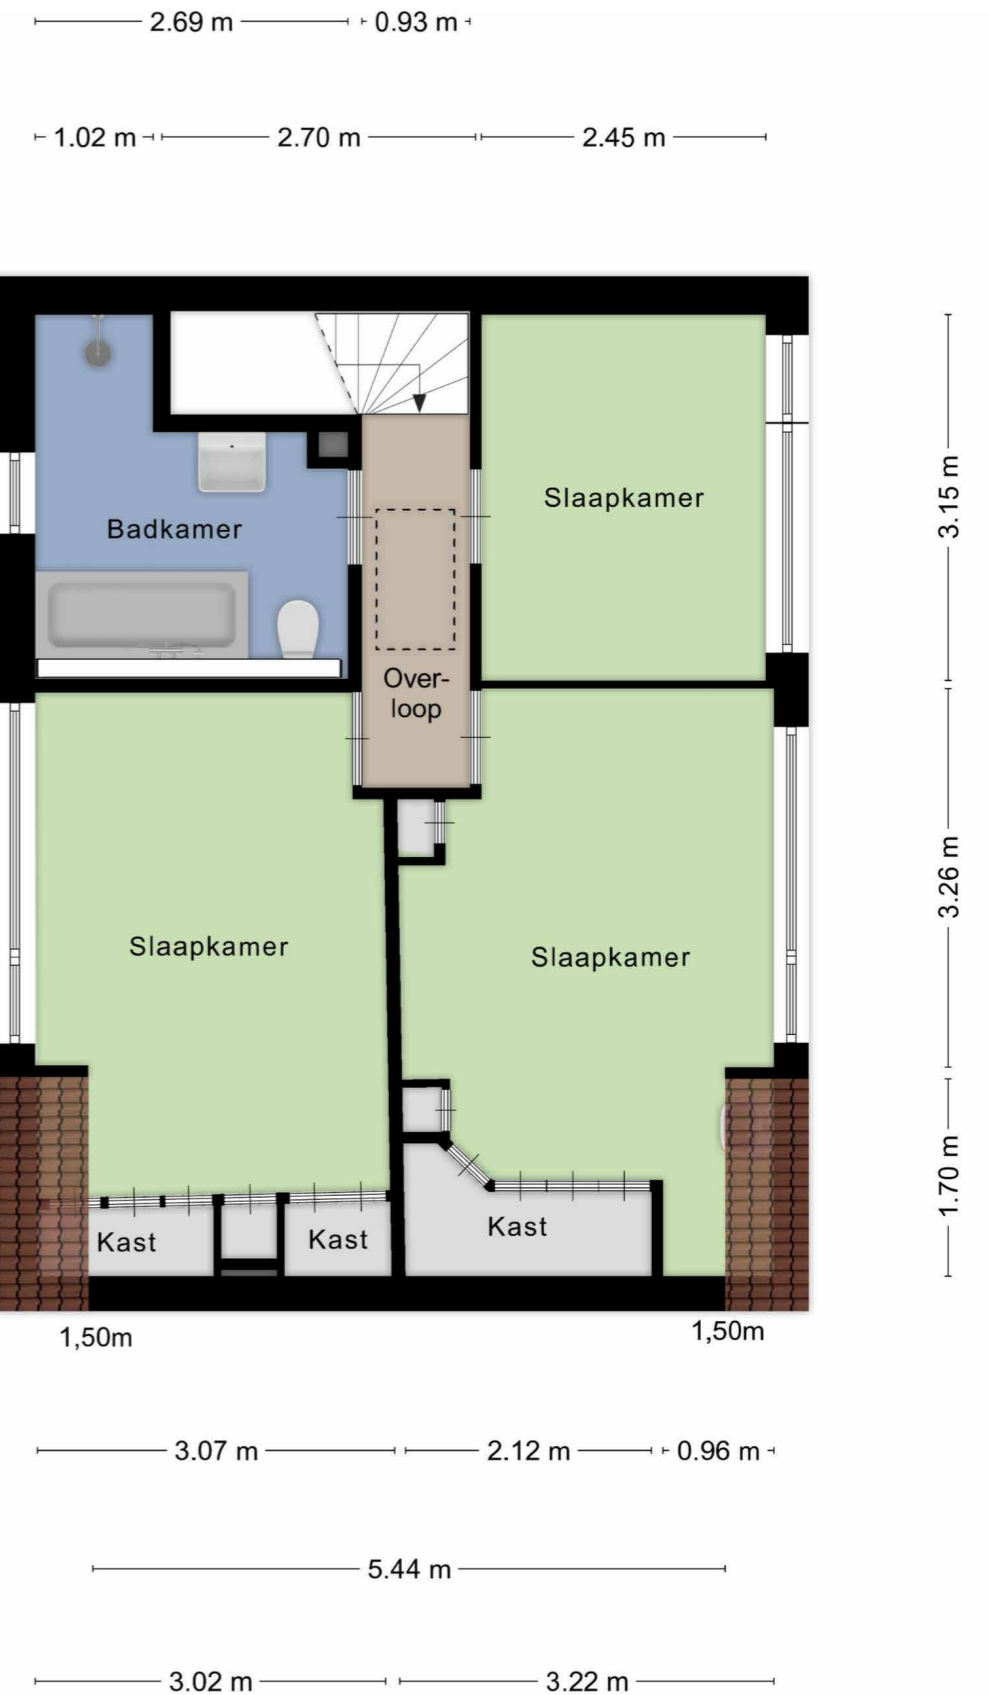 2.69 m
0.93 m
1.02 m
2.70 m
2.45 m
Slaapkamer
3.15 m
Badkamer
Over-
loop
3.26 m
Slaapkamer
Slaapkamer
1.70 m
Kast
Kast
Kast
1,50m
1,50m
3.07 m
2.12 m
0.96 m
5.44 m
3.02 m
3.22 m